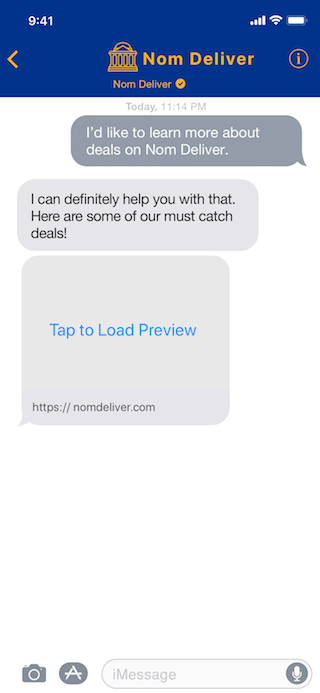 9:41
Nom Deliver
Nom Deliver
Today, 11:14 PM
I'd like to learn more about
deals on Nom Deliver.
I can definitely help you with that.
Here are some of our must catch
deals!
Tap to Load Preview
https:// nomdeliver.com
iMessage